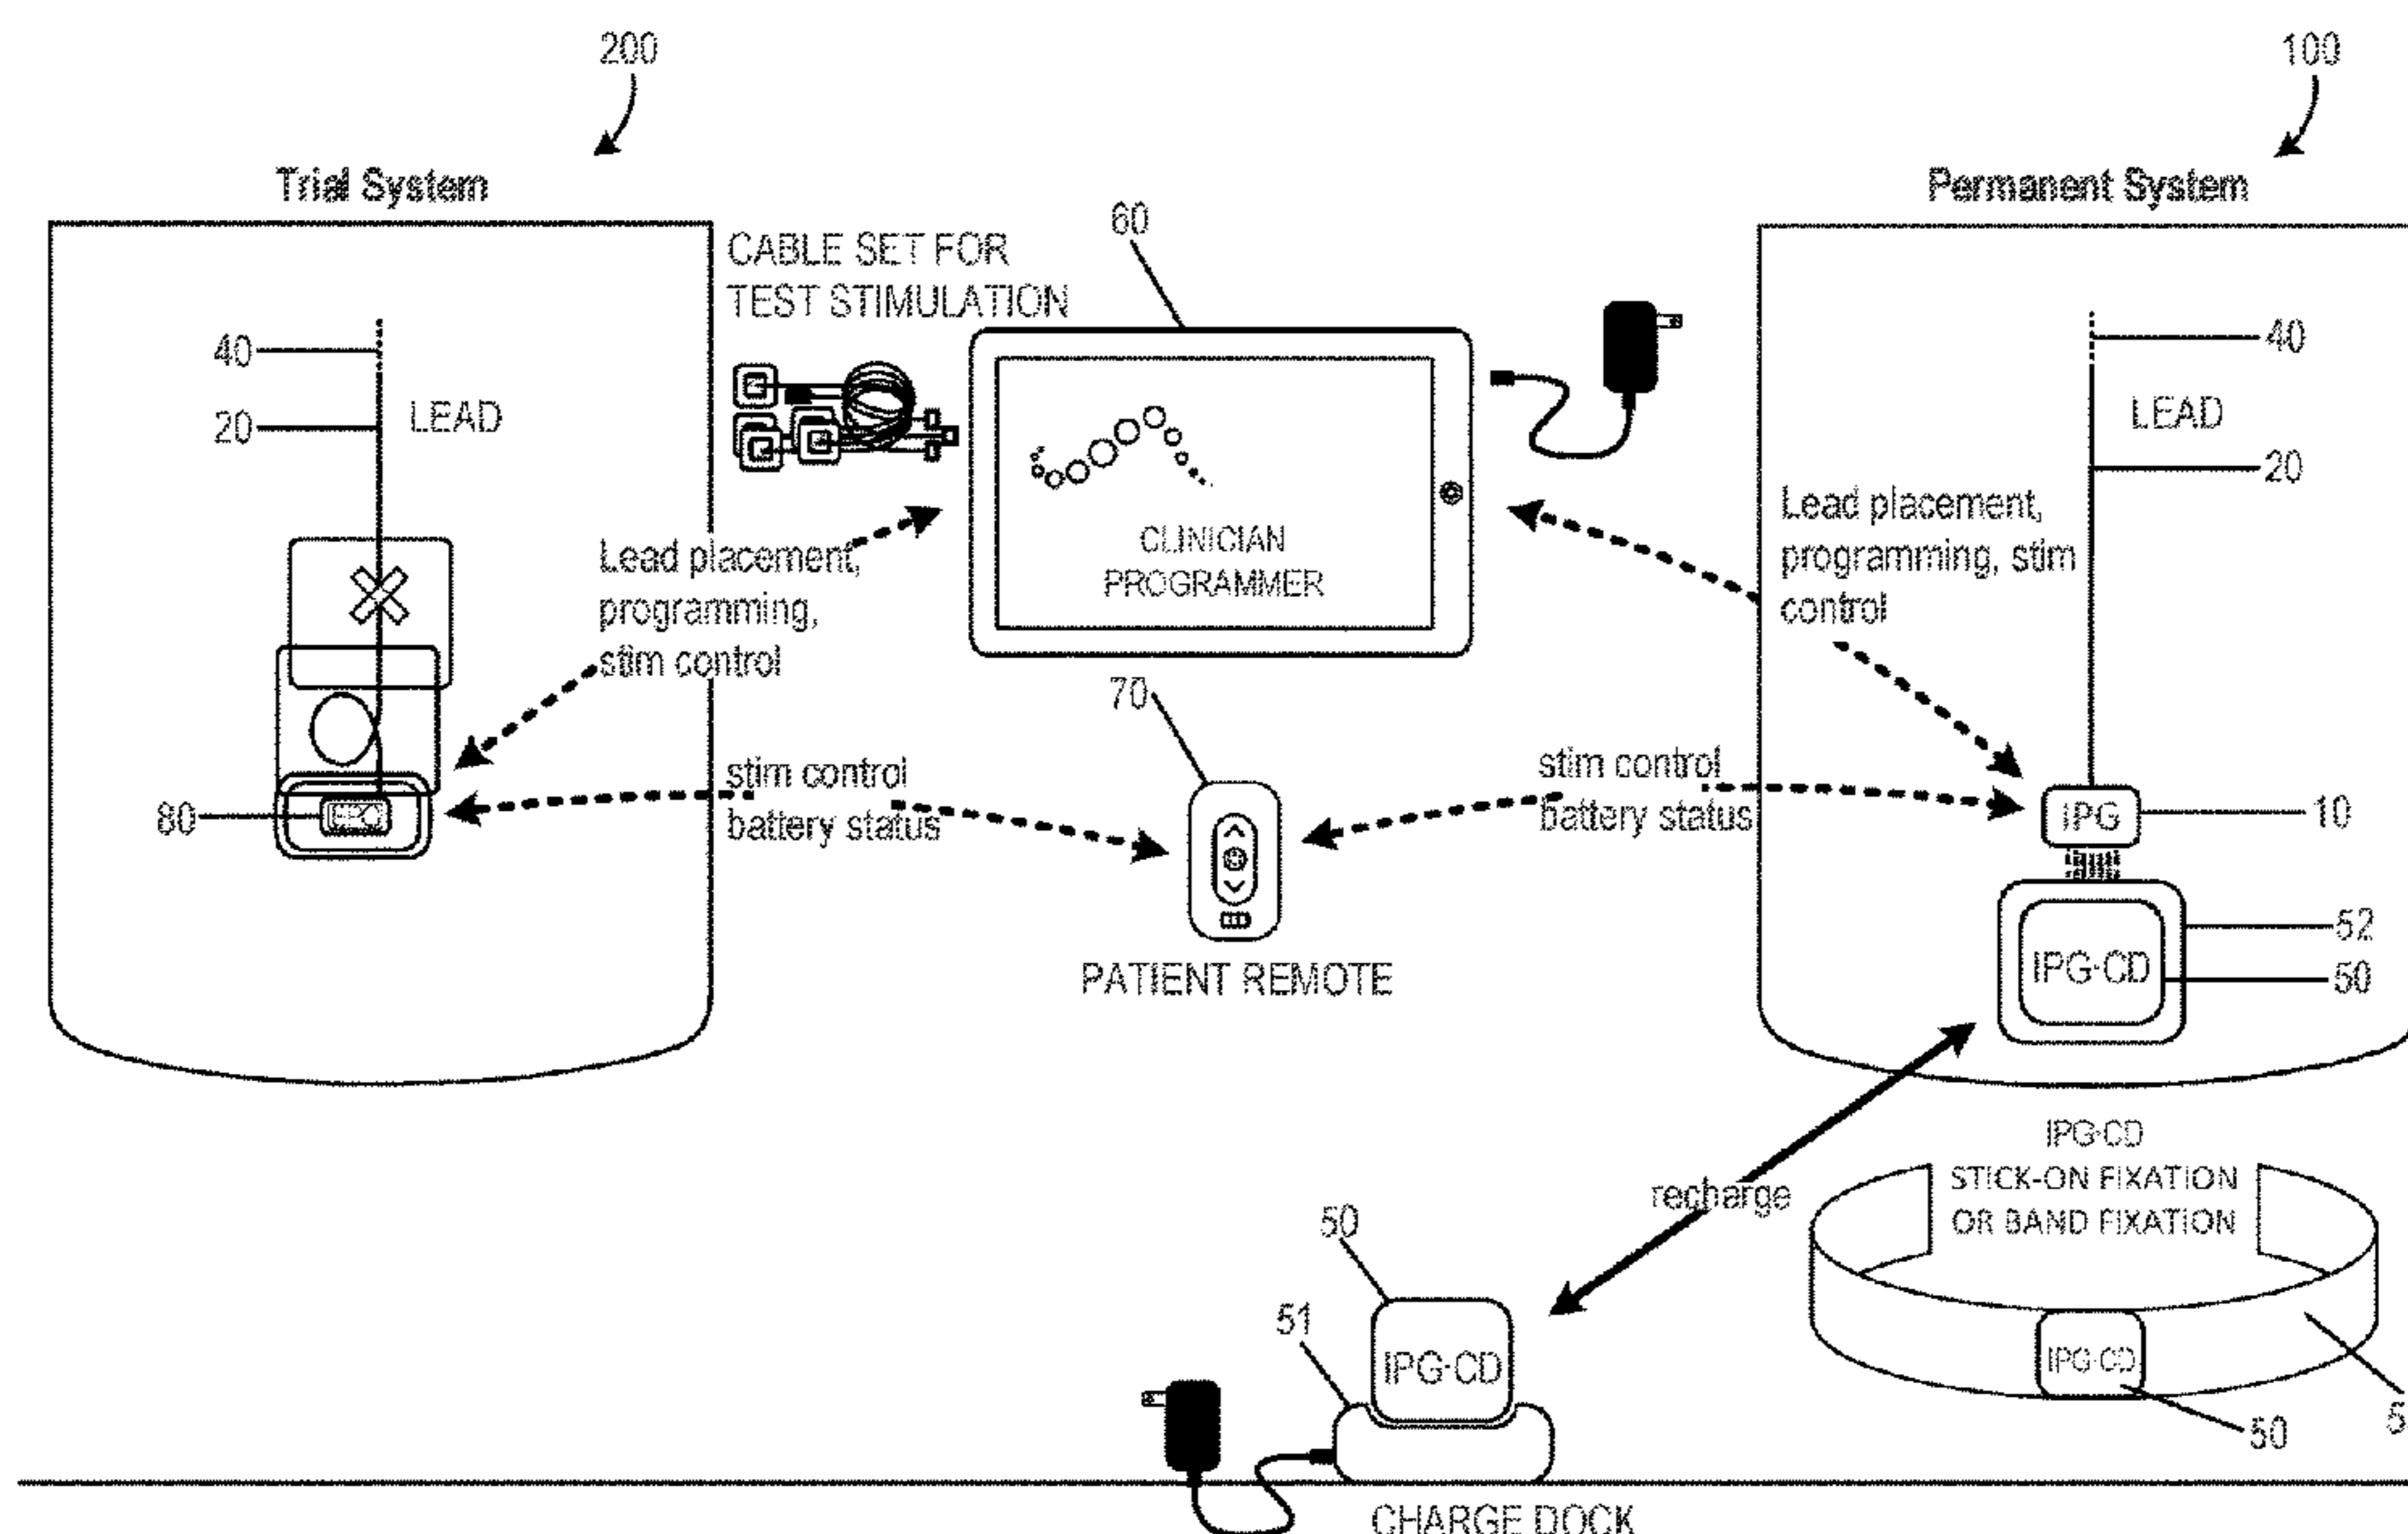 200
100
Trial System
Permanent System
CABLE SET FOR
TEST STIMULATION
60
40
20
LEAD
40
LEAD
20
CLINICIAN
PROGRAMMER
Lead placement,
programming,
stim control
Lead placement,
programming, stim
control
70
stim control
battery status
stim control
battery status
80
IPG
10
PATIENT REMOTE
52
IPG-CD
50
IPG-CD
STICK-ON FIXATION
OR BAND FIXATION
recharge
50
51
IPG-CD
IPG-CD
50
CHARGE DOCK